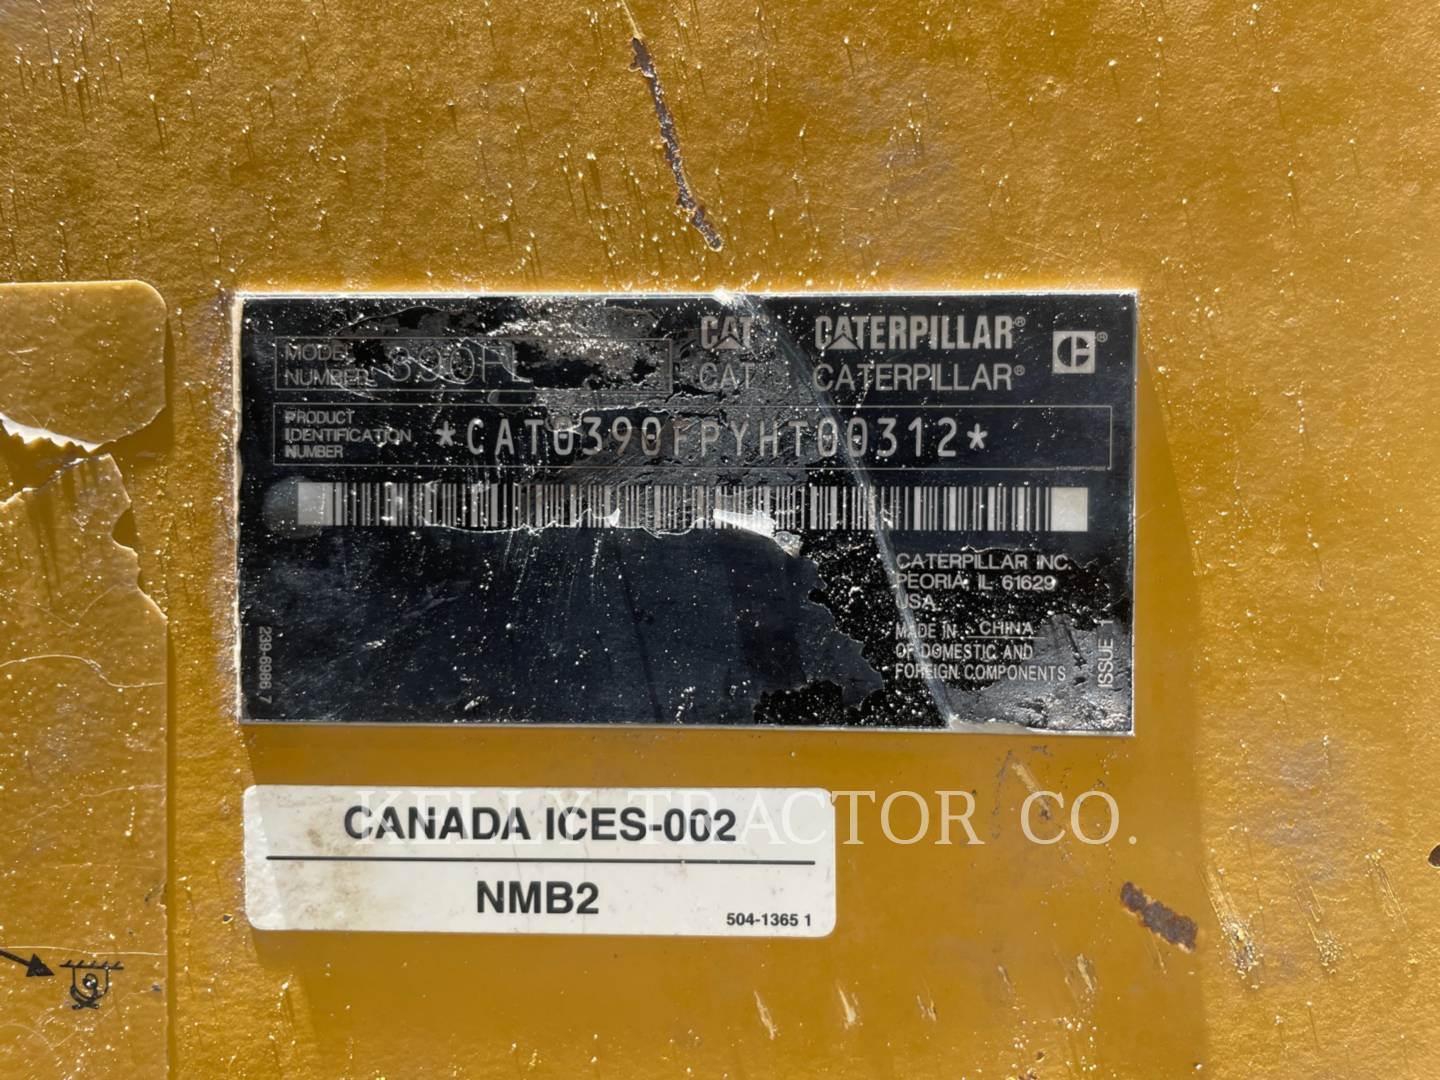 CAT CATERPILLAR®
CAT CATERPILLAR®
MODEL NUMBER 390FL
PRODUCT IDENTIFICATION NUMBER *CAT0390FPYHT00312*
CATERPILLAR INC.
PEORIA, IL 61629
USA
MADE IN CHINA
OF DOMESTIC AND
FOREIGN COMPONENTS
ISSUE 1
239-6986 7
CANADA ICES-002
NMB2
504-1365 1
KELLY TRACTOR CO.